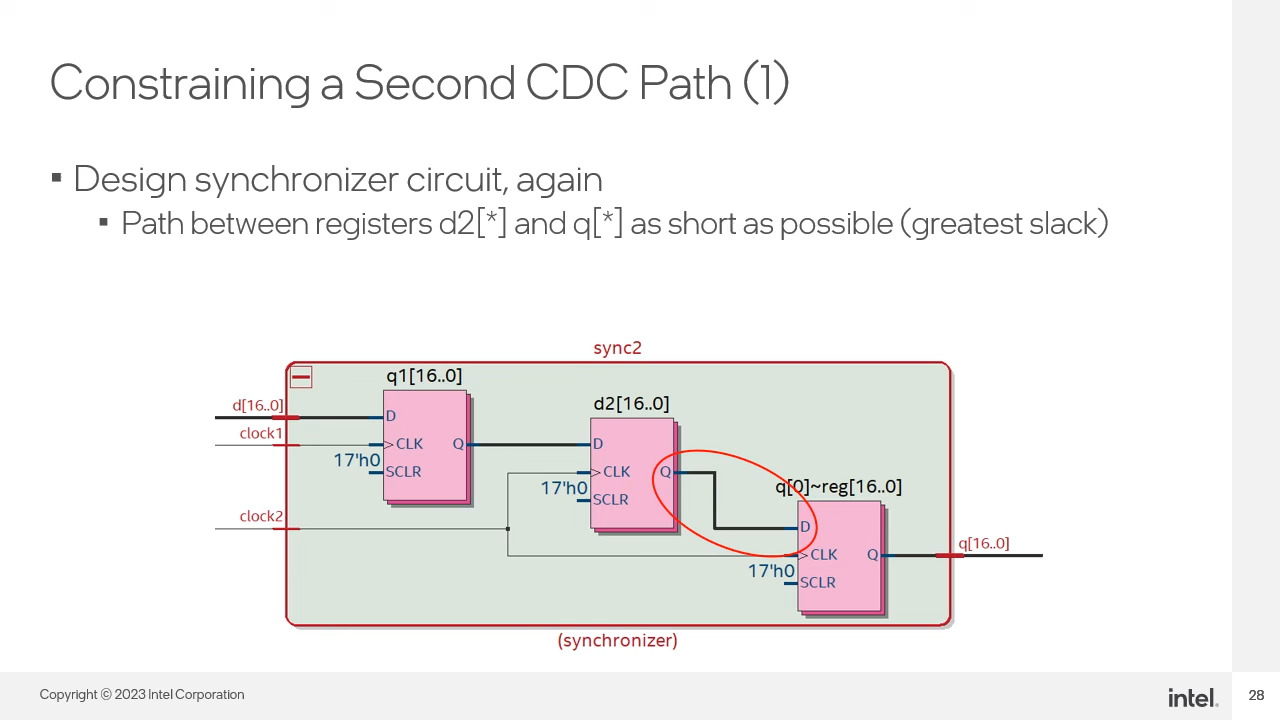 Constraining a Second CDC Path (1)
▪ Design synchronizer circuit, again
▪ Path between registers d2[*] and q[*] as short as possible (greatest slack)
sync2
q1[16..0]
d[16..0]
D
clock1
CLK
Q
17'h0
SCLR
d2[16..0]
D
CLK
Q
17'h0
SCLR
clock2
q[0]~reg[16..0]
D
CLK
Q
17'h0
SCLR
q[16..0]
(synchronizer)
Copyright © 2023 Intel Corporation
intel.
28